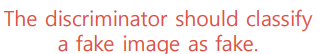 The discriminator should classify
a fake image as fake.